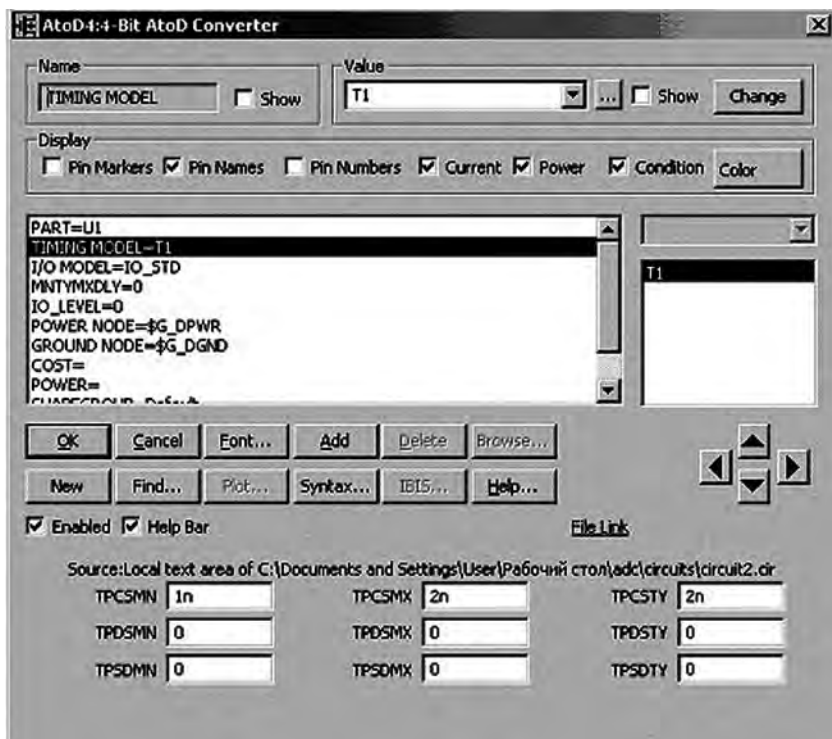 AtoD4:4-Bit AtoD Converter
Name
Value
TIMING MODEL
Show
T1
...
Show
Change
Display
Pin Markers
Pin Names
Pin Numbers
Current
Power
Condition
Color
PART=U1
TIMING MODEL=T1
I/O MODEL=IO_STD
MNTYMXDLY=0
IO_LEVEL=0
POWER NODE=$G_DPWR
GROUND NODE=$G_DGND
COST=
POWER=
T1
OK
Cancel
Font...
Add
Delete
Browse...
New
Find...
Plot...
Syntax...
IBIS...
Help...
Enabled
Help Bar
File Link
Source:Local text area of C:\Documents and Settings\User\Рабочий стол\adc\circuits\circuit2.cir
TPCSMN 1n
TPCSMX 2n
TPCSTY 2n
TPDSMN 0
TPDSMX 0
TPDSTY 0
TPSDMN 0
TPSDMX 0
TPSDTY 0